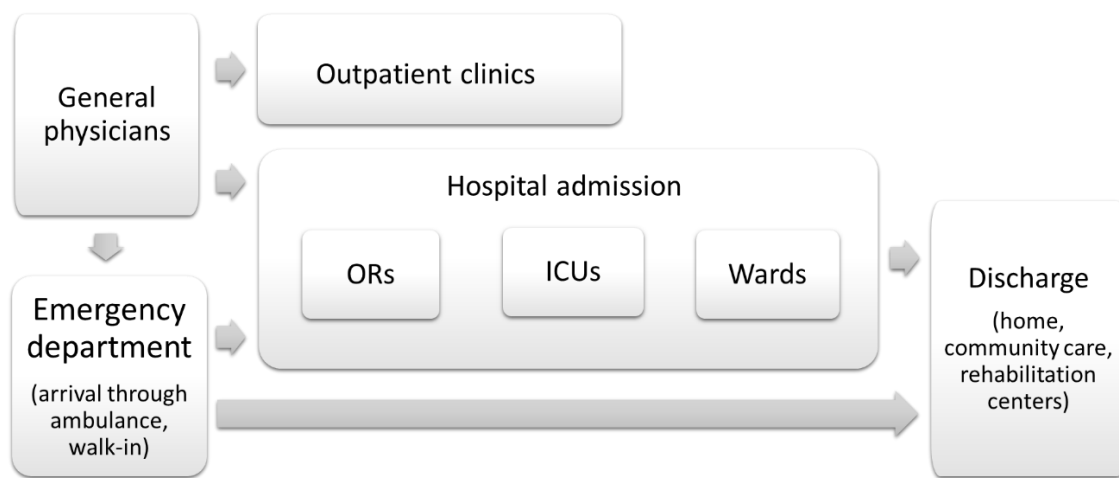 General
physicians
Outpatient clinics
Hospital admission
ORs
ICUs
Wards
Emergency
department
(arrival through
ambulance,
walk-in)
Discharge
(home,
community care,
rehabilitation
centers)